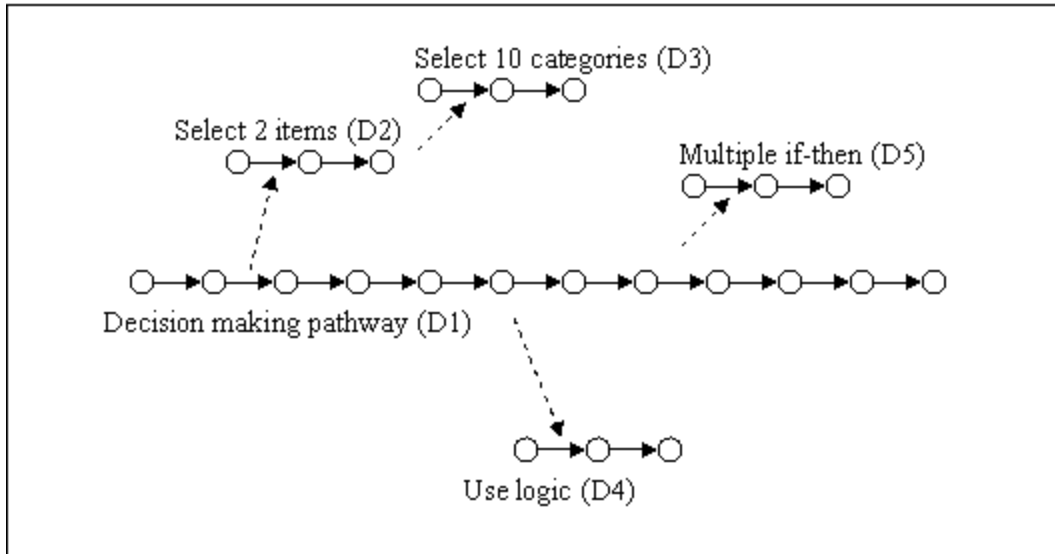 Select 10 categories (D3)
Select 2 items (D2)
Multiple if-then (D5)
Decision making pathway (D1)
Use logic (D4)